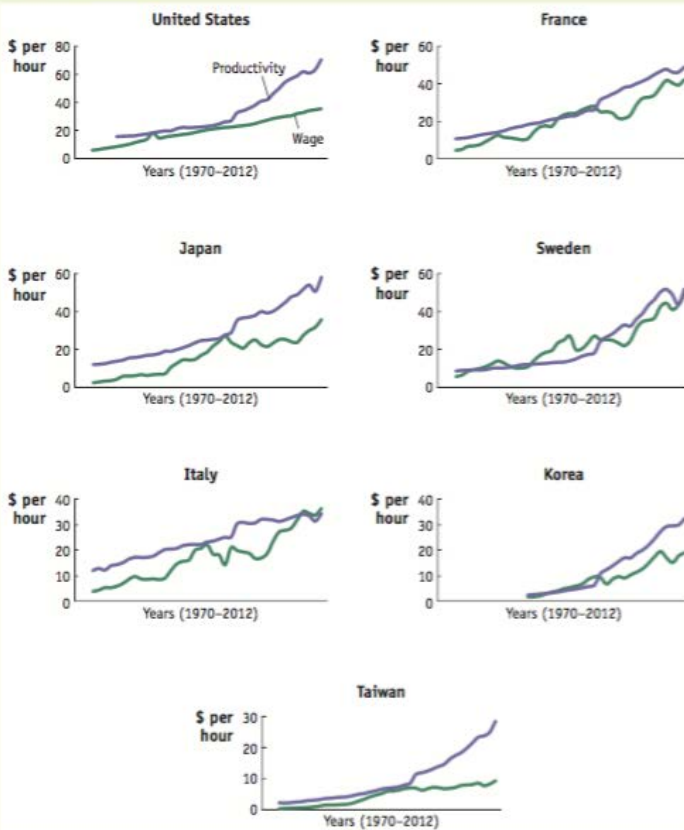 United States
$ per
hour
80
60
40
20
0
Productivity
Wage
Years (1970–2012)
France
$ per
hour
60
40
20
0
Years (1970–2012)
Japan
$ per
hour
60
40
20
0
Years (1970–2012)
Sweden
$ per
hour
60
40
20
0
Years (1970–2012)
Italy
$ per
hour
40
30
20
10
0
Years (1970–2012)
Korea
$ per
hour
40
30
20
10
0
Years (1970–2012)
Taiwan
$ per
hour
30
20
10
0
Years (1970–2012)